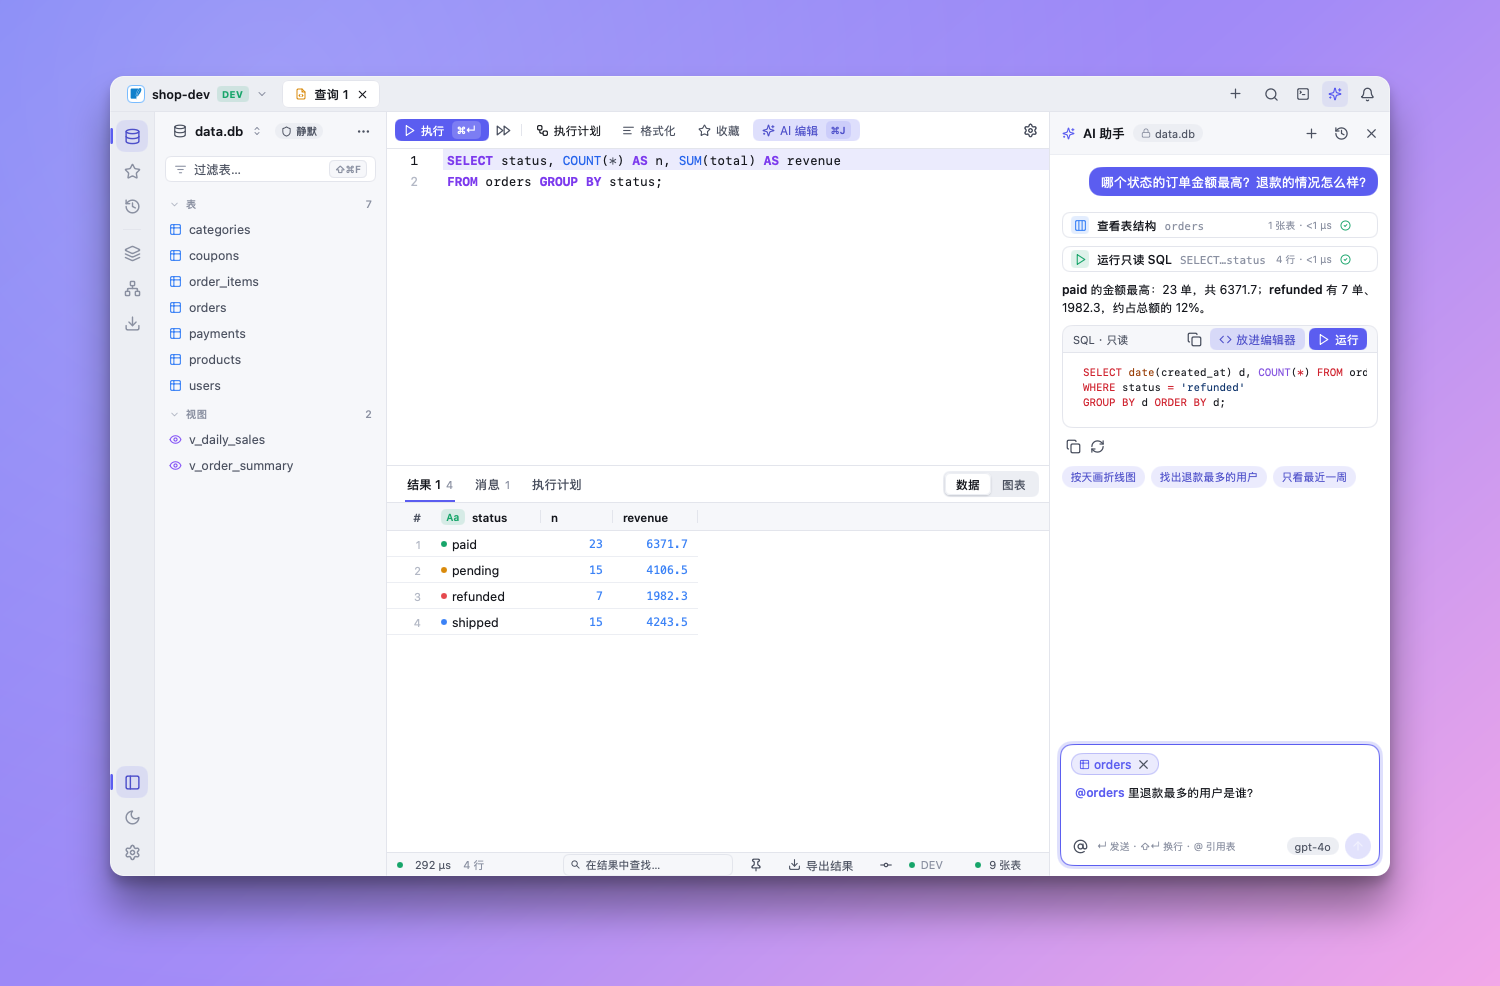 shop-dev DEV 查询 1
data.db 静默
过滤表... ⇧⌘F
表 7
categories
coupons
order_items
orders
payments
products
users
视图 2
v_daily_sales
v_order_summary
执行 ⌘↵ 执行计划 格式化 收藏 AI 编辑 ⌘J
1 SELECT status, COUNT(*) AS n, SUM(total) AS revenue
2 FROM orders GROUP BY status;
结果 1 4 消息 1 执行计划 数据 图表
# Aa status n revenue
1 paid 23 6371.7
2 pending 15 4106.5
3 refunded 7 1982.3
4 shipped 15 4243.5
292 µs 4 行 在结果中查找... 导出结果 DEV 9 张表
AI 助手 data.db
哪个状态的订单金额最高？退款的情况怎么样？
查看表结构 orders 1 张表 · <1 µs
运行只读 SQL SELECT…status 4 行 · <1 µs
paid 的金额最高：23 单，共 6371.7；refunded 有 7 单、
1982.3，约占总额的 12%。
SQL · 只读 放进编辑器 运行
SELECT date(created_at) d, COUNT(*) FROM ord
WHERE status = 'refunded'
GROUP BY d ORDER BY d;
按天画折线图 找出退款最多的用户 只看最近一周
orders
@orders 里退款最多的用户是谁?
↵ 发送 · ⇧↵ 换行 · @ 引用表 gpt-4o